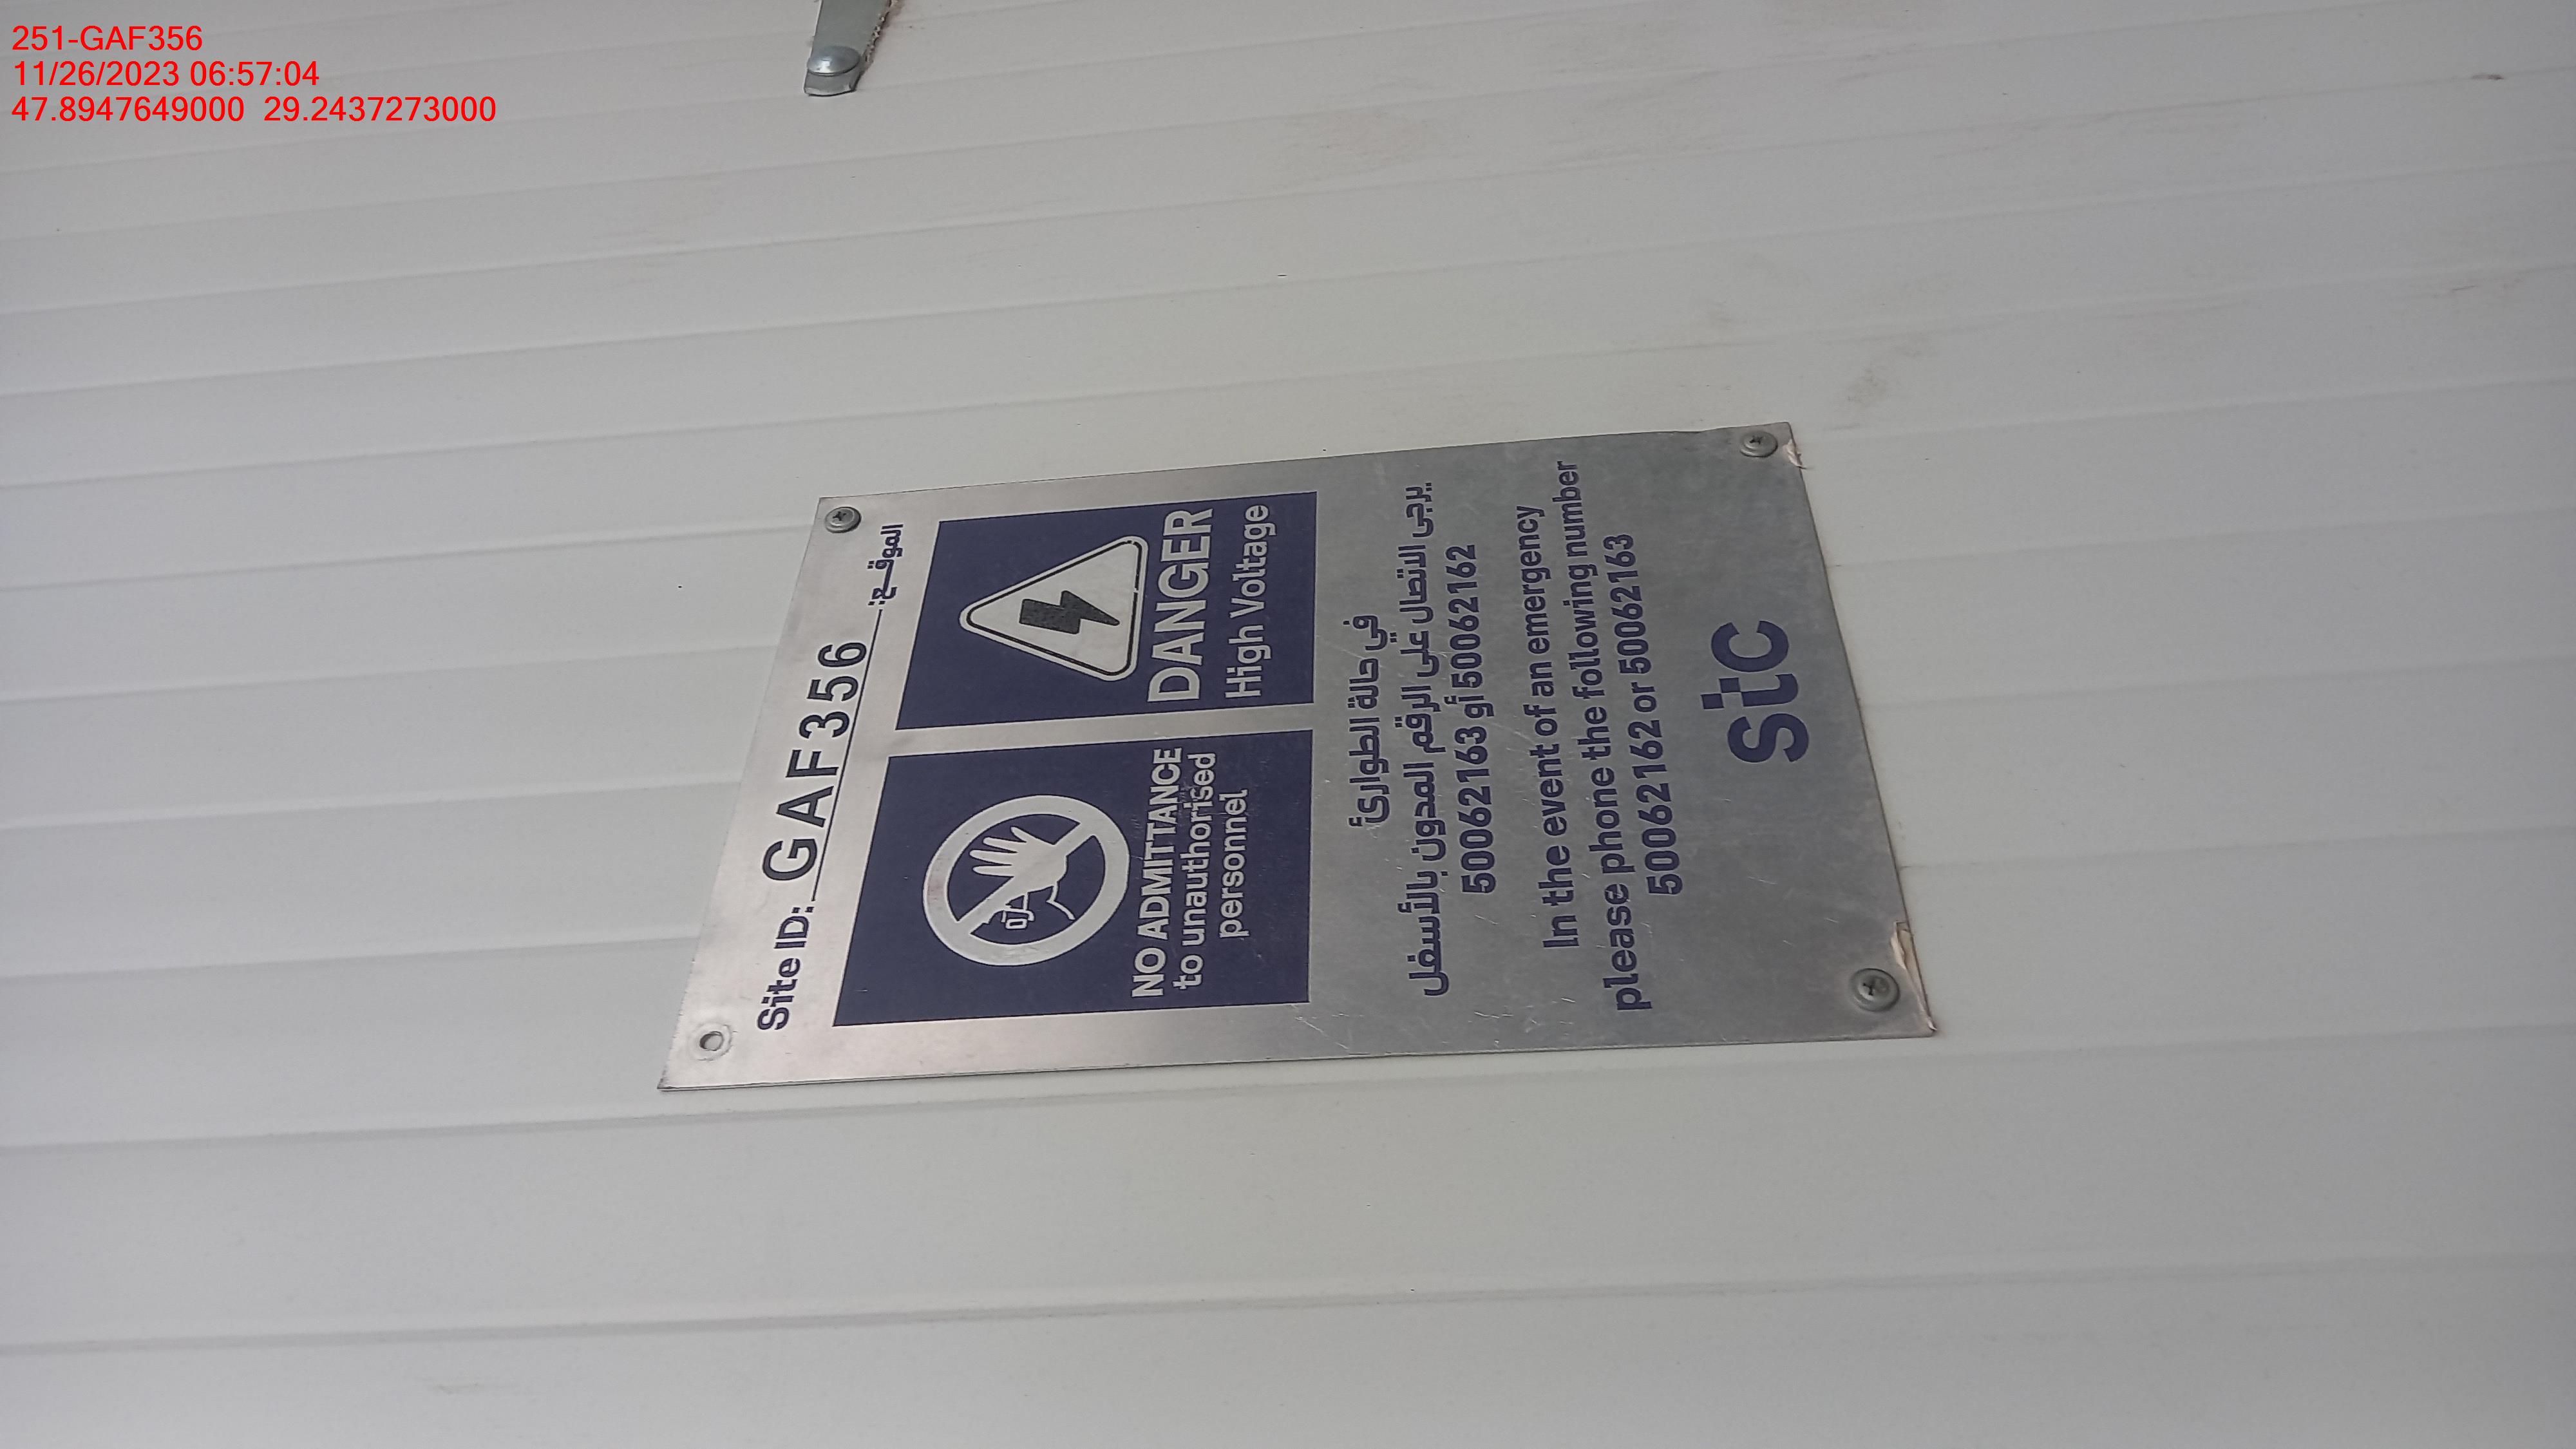 251-GAF356
11/26/2023 06:57:04
47.8947649000 29.2437273000
Site ID: GAF356 الموقـــع:
NO ADMITTANCE
to unauthorised
personnel
DANGER
High Voltage
في حالة الطوارئ
يرجى الاتصال على الرقم المدون بالأسفل
50062163 أو 50062162
In the event of an emergency
please phone the following number
50062162 or 50062163
stc